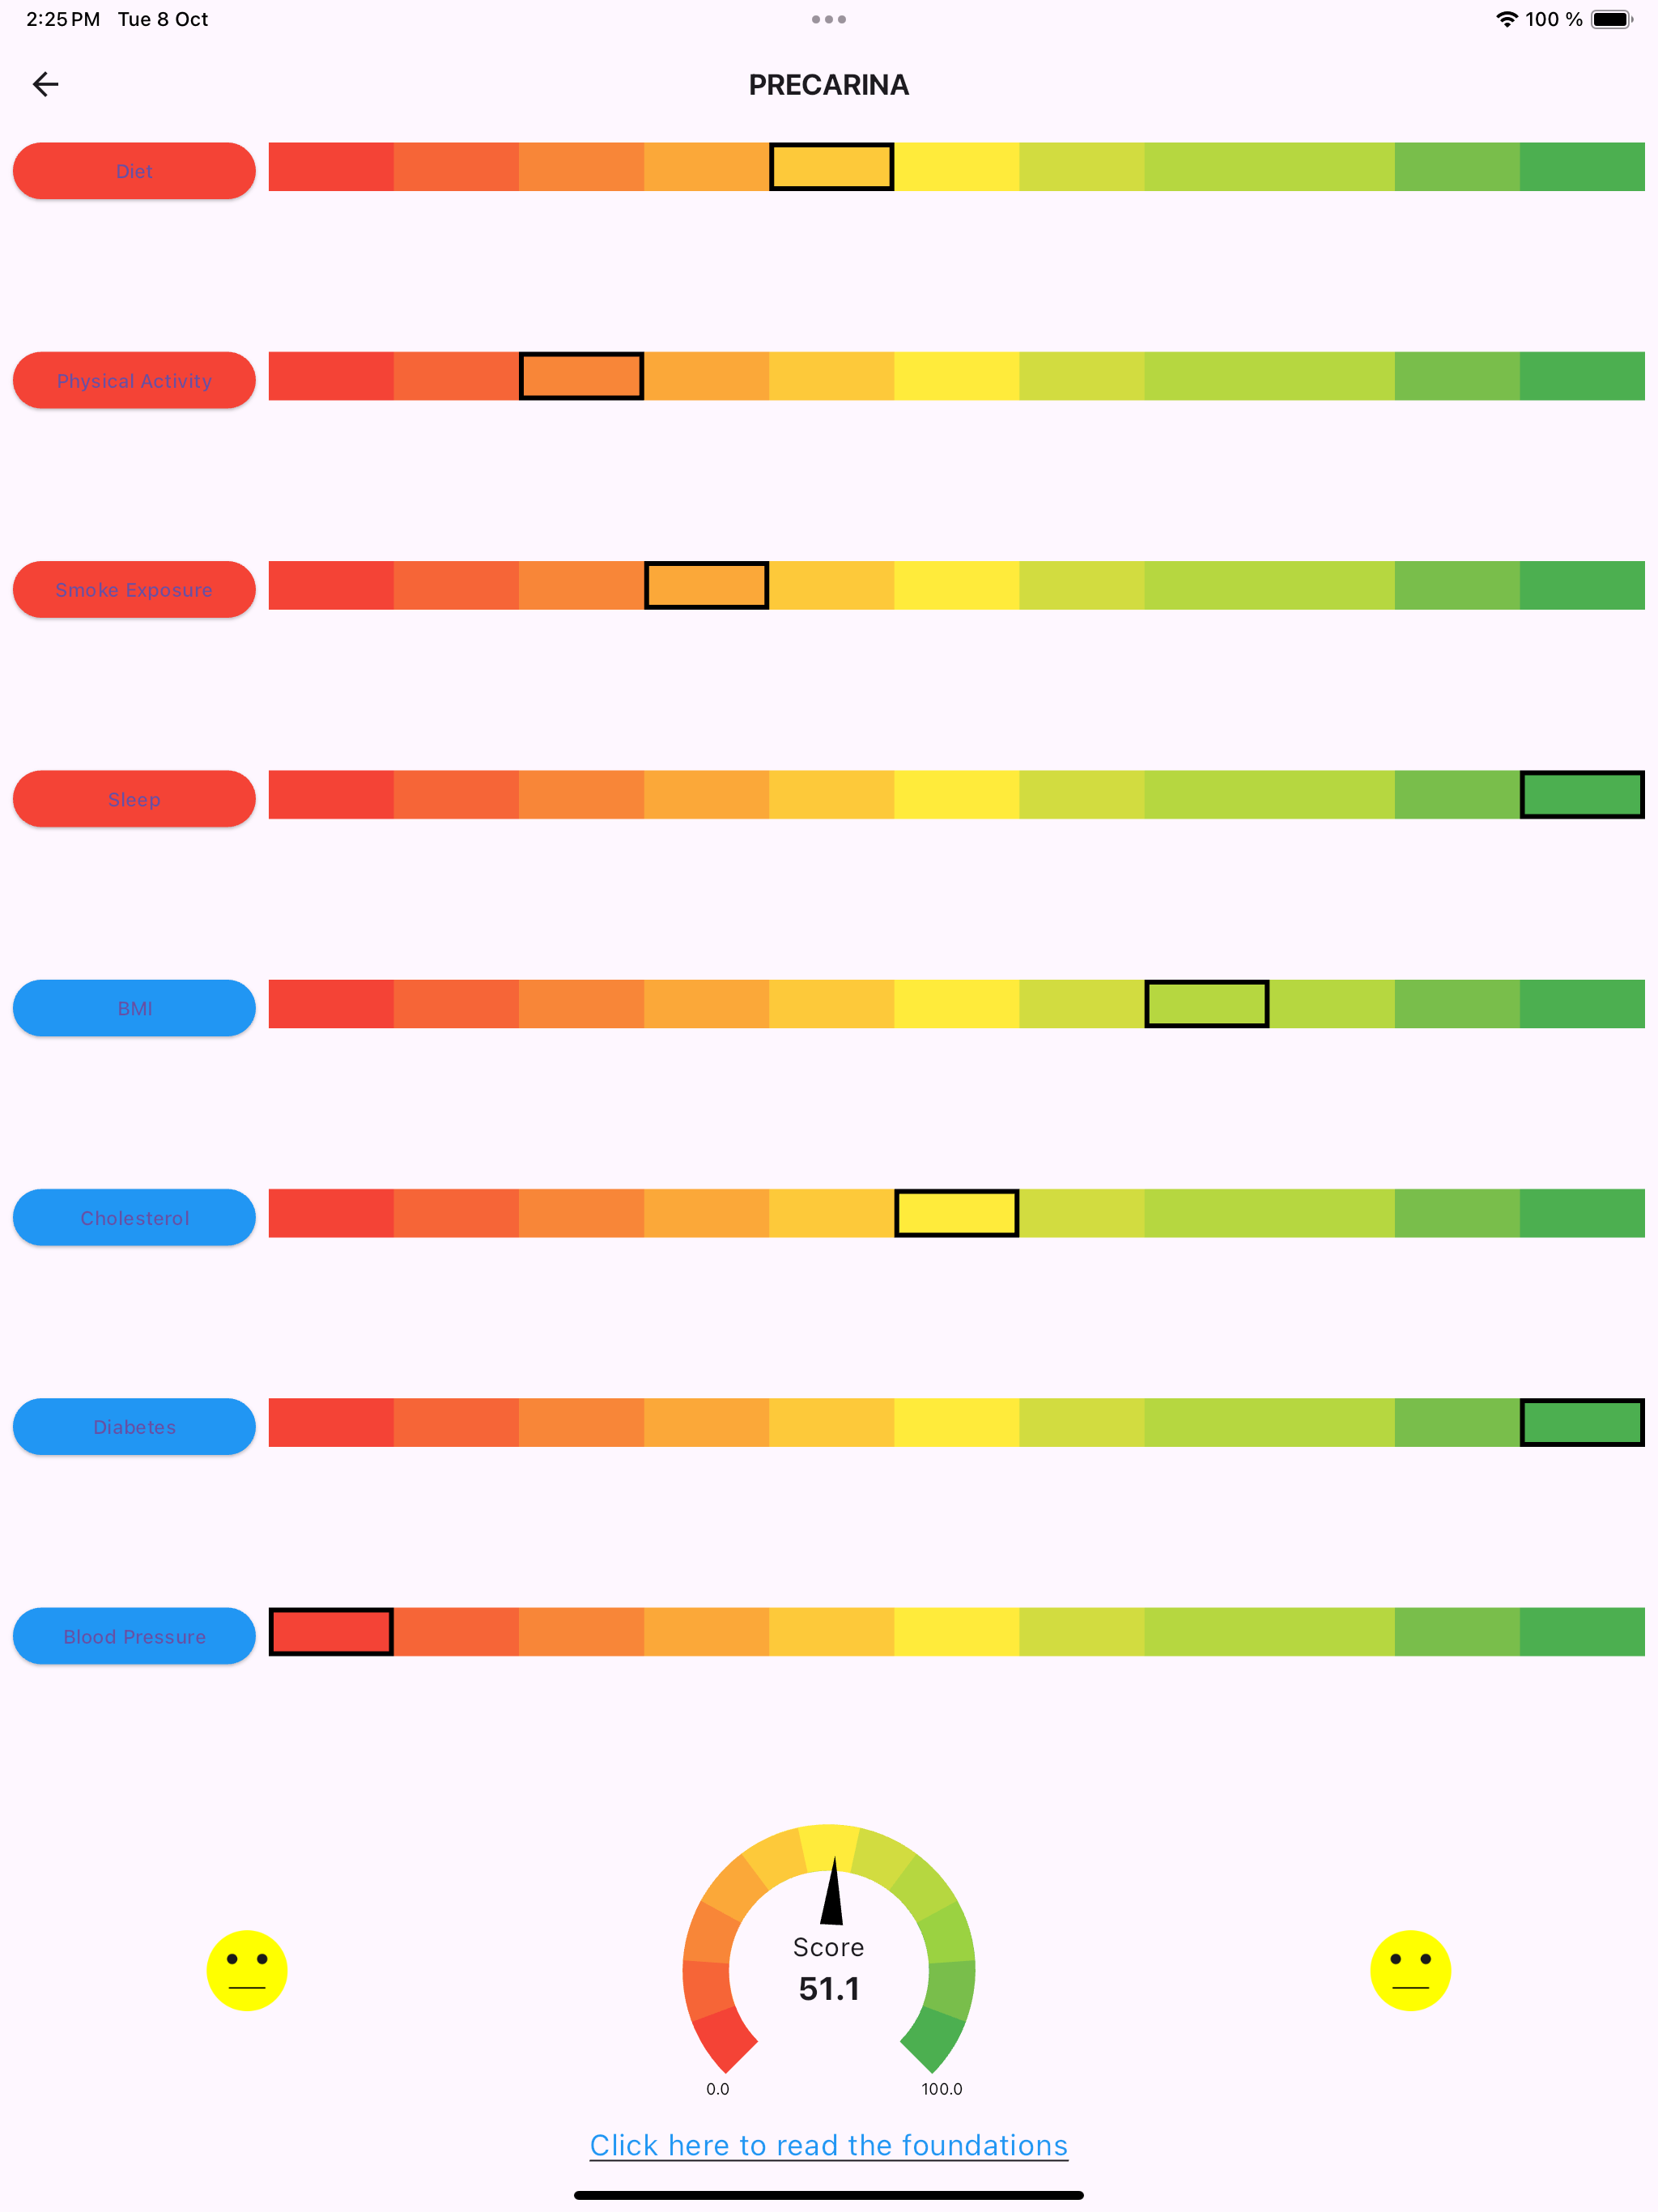 2:25 PM Tue 8 Oct 100 %
PRECARINA
Diet
Physical Activity
Smoke Exposure
Sleep
BMI
Cholesterol
Diabetes
Blood Pressure
Score
51.1
0.0 100.0
Click here to read the foundations